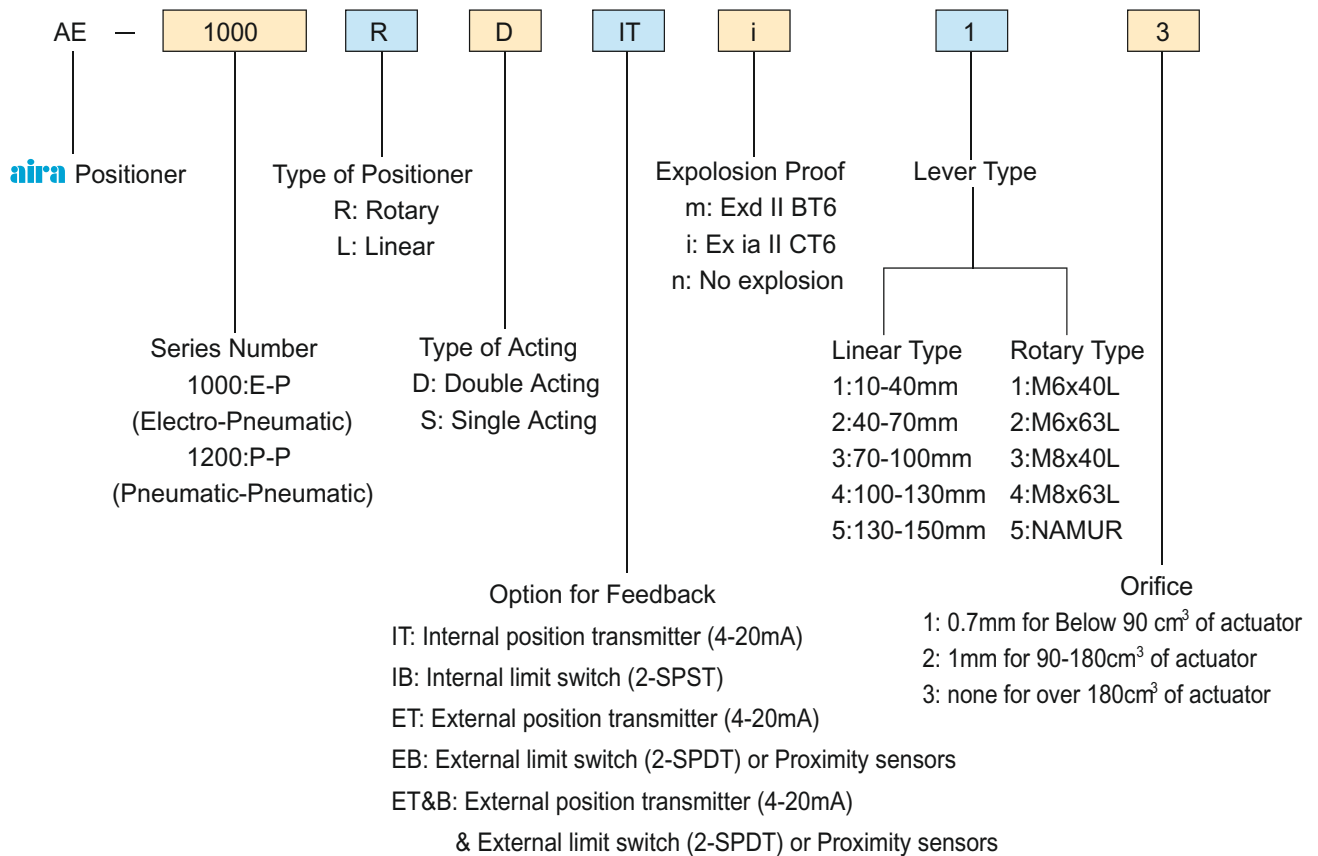 AE — 1000 R D IT i 1 3
aira Positioner
Type of Positioner
R: Rotary
L: Linear
Expolosion Proof
m: Exd II BT6
i: Ex ia II CT6
n: No explosion
Lever Type
Series Number
1000:E-P
(Electro-Pneumatic)
1200:P-P
(Pneumatic-Pneumatic)
Type of Acting
D: Double Acting
S: Single Acting
Linear Type
1:10-40mm
2:40-70mm
3:70-100mm
4:100-130mm
5:130-150mm
Rotary Type
1:M6x40L
2:M6x63L
3:M8x40L
4:M8x63L
5:NAMUR
Option for Feedback
IT: Internal position transmitter (4-20mA)
IB: Internal limit switch (2-SPST)
ET: External position transmitter (4-20mA)
EB: External limit switch (2-SPDT) or Proximity sensors
ET&B: External position transmitter (4-20mA)
& External limit switch (2-SPDT) or Proximity sensors
Orifice
1: 0.7mm for Below 90 cm³ of actuator
2: 1mm for 90-180cm³ of actuator
3: none for over 180cm³ of actuator